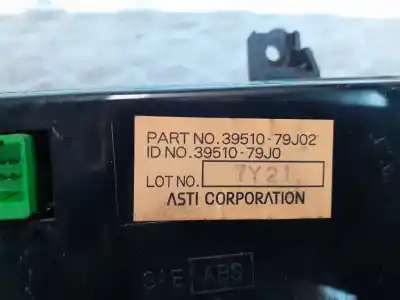 PART NO. 39510-79J02
ID NO. 39510-79J0
LOT NO. 7Y21
ASTI CORPORATION
ABS